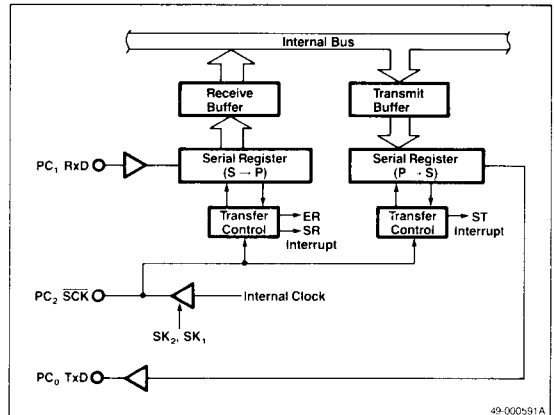 Internal Bus
Receive
Buffer
Transmit
Buffer
PC₁ RxD
Serial Register
(S → P)
Serial Register
(P → S)
Transfer
Control
ER
SR
Interrupt
Transfer
Control
ST
Interrupt
PC₂ S̅C̅K̅
Internal Clock
SK₂, SK₁
PC₀ TxD
49-000591A